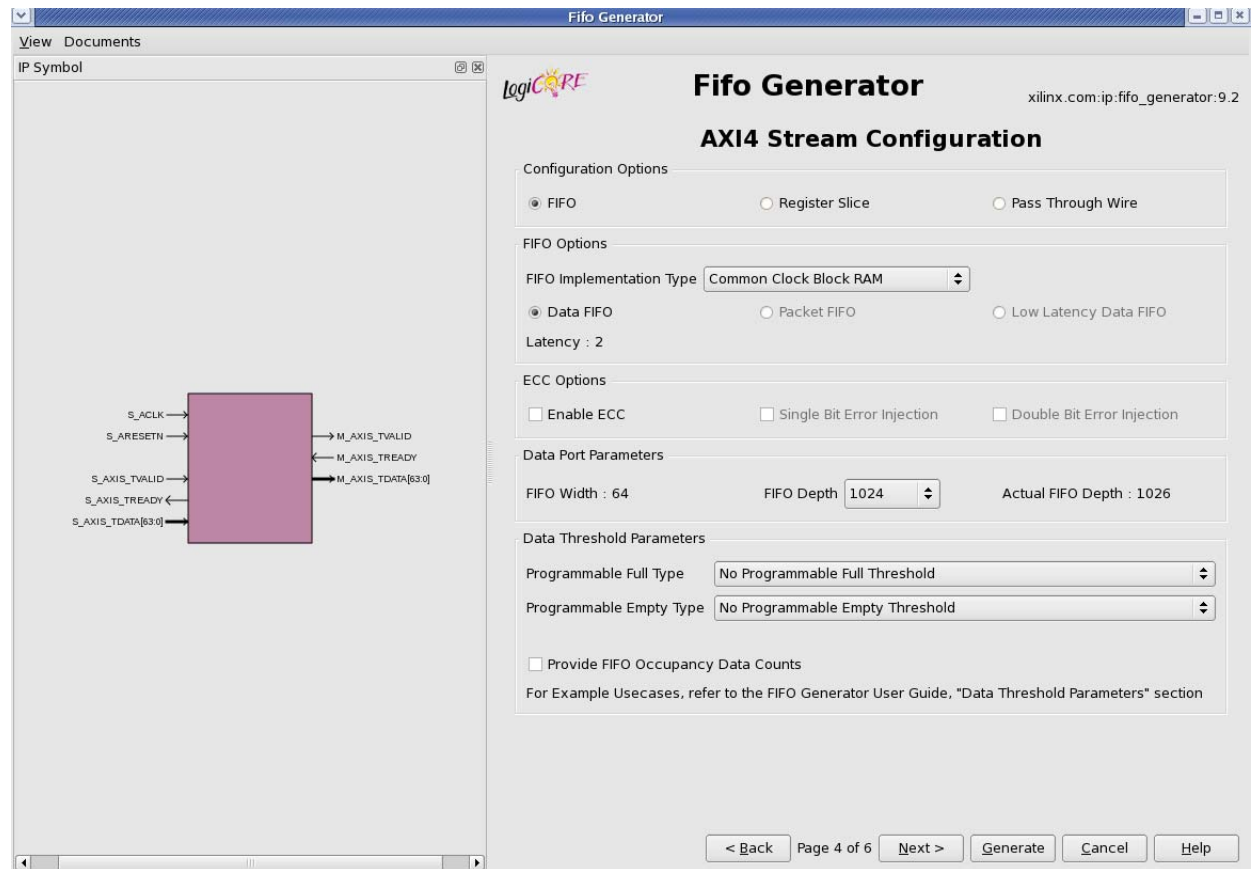 Fifo Generator
View Documents
IP Symbol
LogiCORE
Fifo Generator
xilinx.com:ip:fifo_generator:9.2
AXI4 Stream Configuration
Configuration Options
FIFO Register Slice Pass Through Wire
FIFO Options
FIFO Implementation Type Common Clock Block RAM
Data FIFO Packet FIFO Low Latency Data FIFO
Latency : 2
ECC Options
Enable ECC Single Bit Error Injection Double Bit Error Injection
Data Port Parameters
FIFO Width : 64 FIFO Depth 1024 Actual FIFO Depth : 1026
Data Threshold Parameters
Programmable Full Type No Programmable Full Threshold
Programmable Empty Type No Programmable Empty Threshold
Provide FIFO Occupancy Data Counts
For Example Usecases, refer to the FIFO Generator User Guide, "Data Threshold Parameters" section
S_ACLK
S_ARESETN M_AXIS_TVALID
M_AXIS_TREADY
S_AXIS_TVALID M_AXIS_TDATA[63:0]
S_AXIS_TREADY
S_AXIS_TDATA[63:0]
< Back Page 4 of 6 Next > Generate Cancel Help